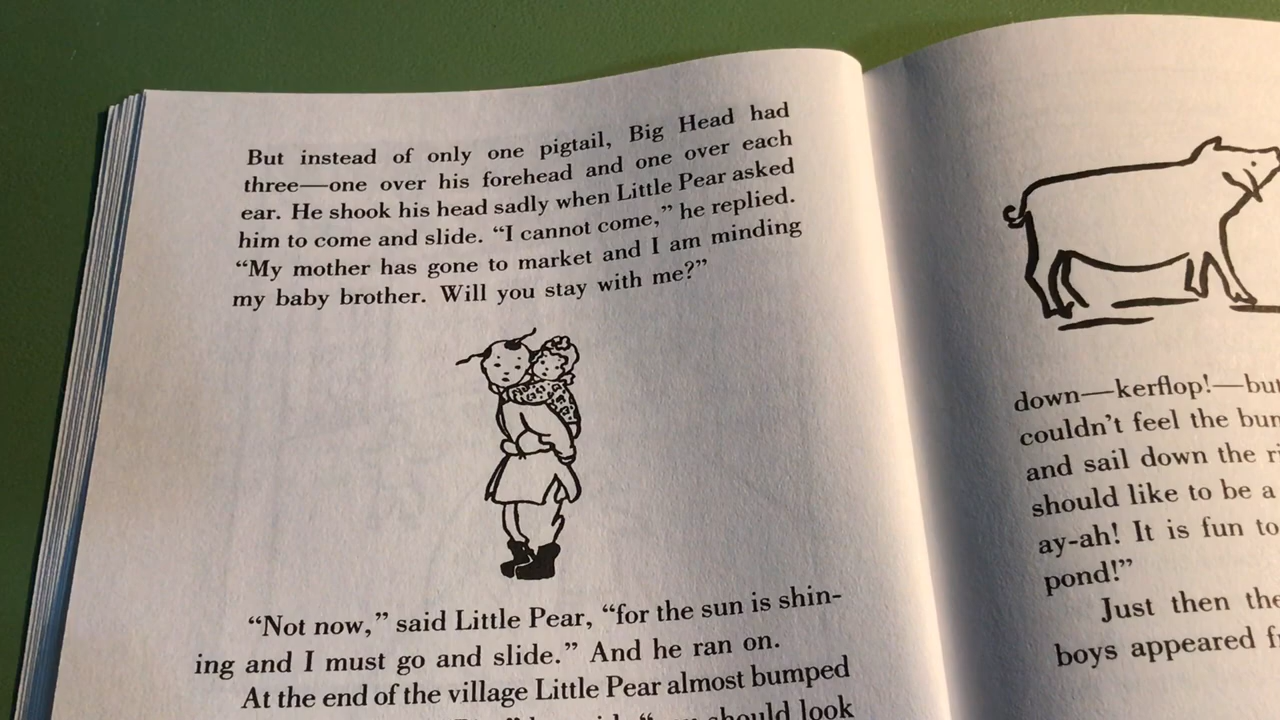 But instead of only one pigtail, Big Head had
three—one over his forehead and one over each
ear. He shook his head sadly when Little Pear asked
him to come and slide. “I cannot come,” he replied.
“My mother has gone to market and I am minding
my baby brother. Will you stay with me?”
“Not now,” said Little Pear, “for the sun is shin-
ing and I must go and slide.” And he ran on.
At the end of the village Little Pear almost bumped
should look
down—kerflop!—but
couldn’t feel the
and sail down the
should like to be a
ay-ah! It is fun to
pond!”
Just then the
boys appeared